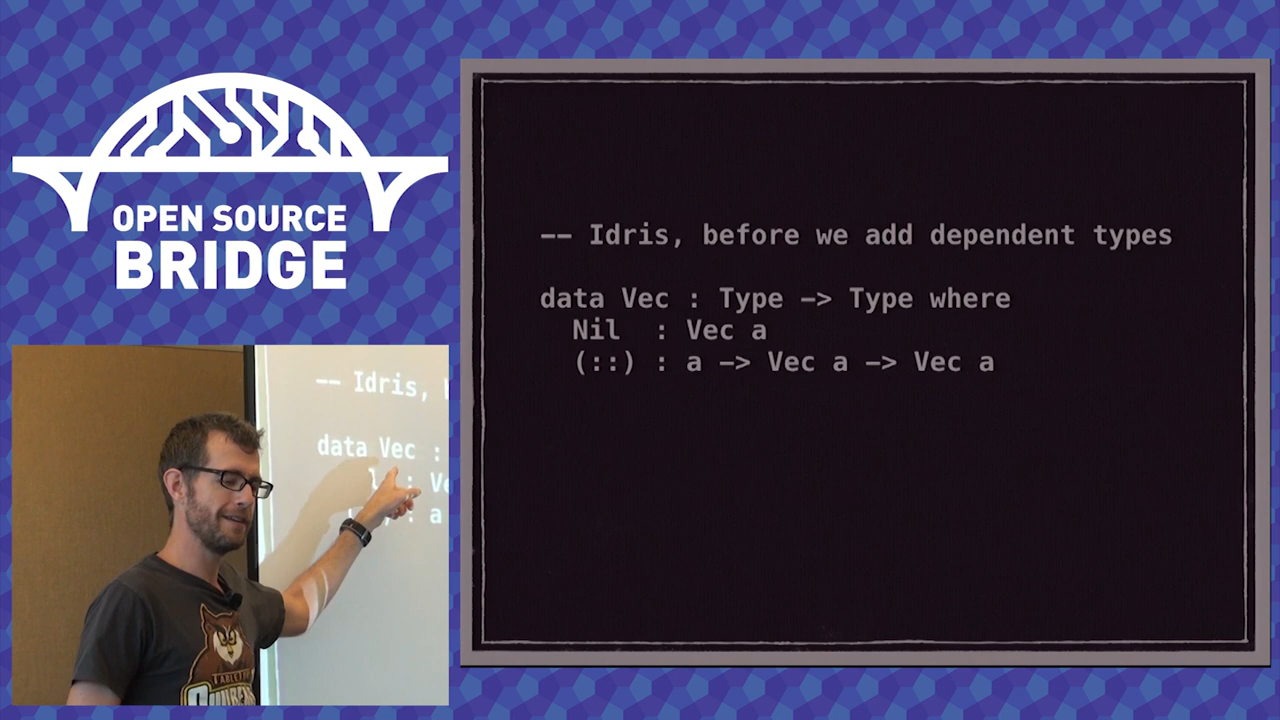 OPEN SOURCE
BRIDGE
-- Idris, before we add dependent types
data Vec : Type -> Type where
Nil  : Vec a
(::) : a -> Vec a -> Vec a
-- Idris,
data Vec :
: Ve
: a